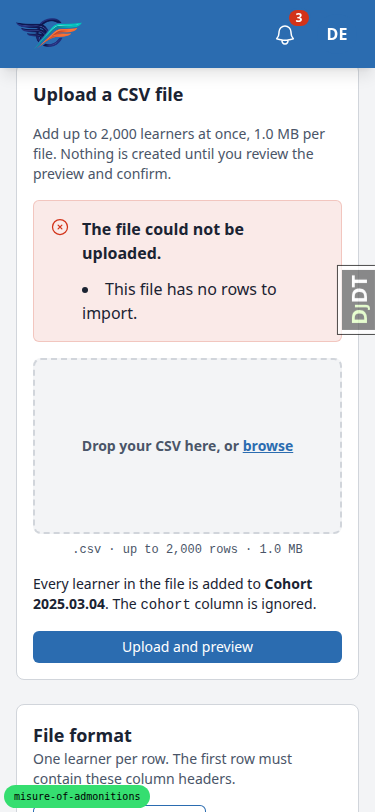 3
DE
Upload a CSV file
Add up to 2,000 learners at once, 1.0 MB per
file. Nothing is created until you review the
preview and confirm.
The file could not be
uploaded.
• This file has no rows to
import.
DjDT
Drop your CSV here, or browse
.csv · up to 2,000 rows · 1.0 MB
Every learner in the file is added to Cohort
2025.03.04. The cohort column is ignored.
Upload and preview
File format
One learner per row. The first row must
contain these column headers.
misure-of-admonitions